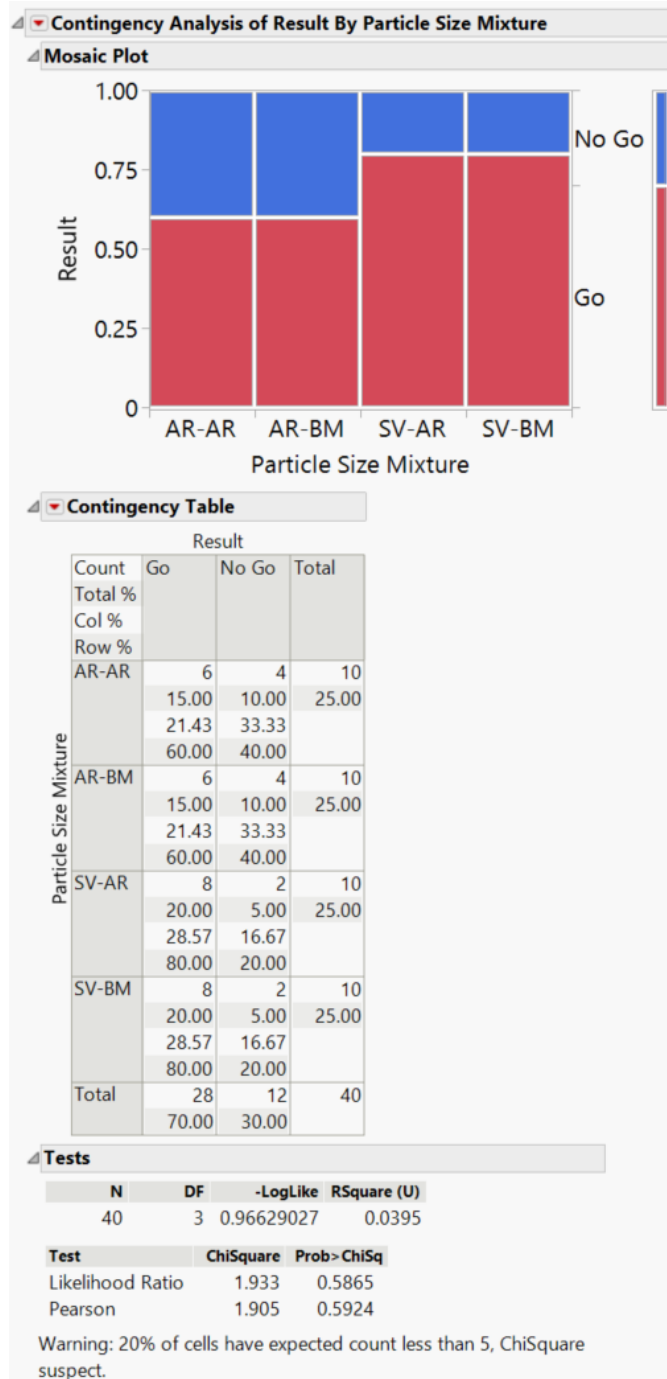 Contingency Analysis of Result By Particle Size Mixture
Mosaic Plot
1.00
0.75
0.50
0.25
0
Result
No Go
Go
AR-AR AR-BM SV-AR SV-BM
Particle Size Mixture
Contingency Table
Result
Count Go No Go Total
Total %
Col %
Row %
Particle Size Mixture
AR-AR 6 4 10
15.00 10.00 25.00
21.43 33.33
60.00 40.00
AR-BM 6 4 10
15.00 10.00 25.00
21.43 33.33
60.00 40.00
SV-AR 8 2 10
20.00 5.00 25.00
28.57 16.67
80.00 20.00
SV-BM 8 2 10
20.00 5.00 25.00
28.57 16.67
80.00 20.00
Total 28 12 40
70.00 30.00
Tests
N DF -LogLike RSquare (U)
40 3 0.96629027 0.0395
Test ChiSquare Prob>ChiSq
Likelihood Ratio 1.933 0.5865
Pearson 1.905 0.5924
Warning: 20% of cells have expected count less than 5, ChiSquare
suspect.